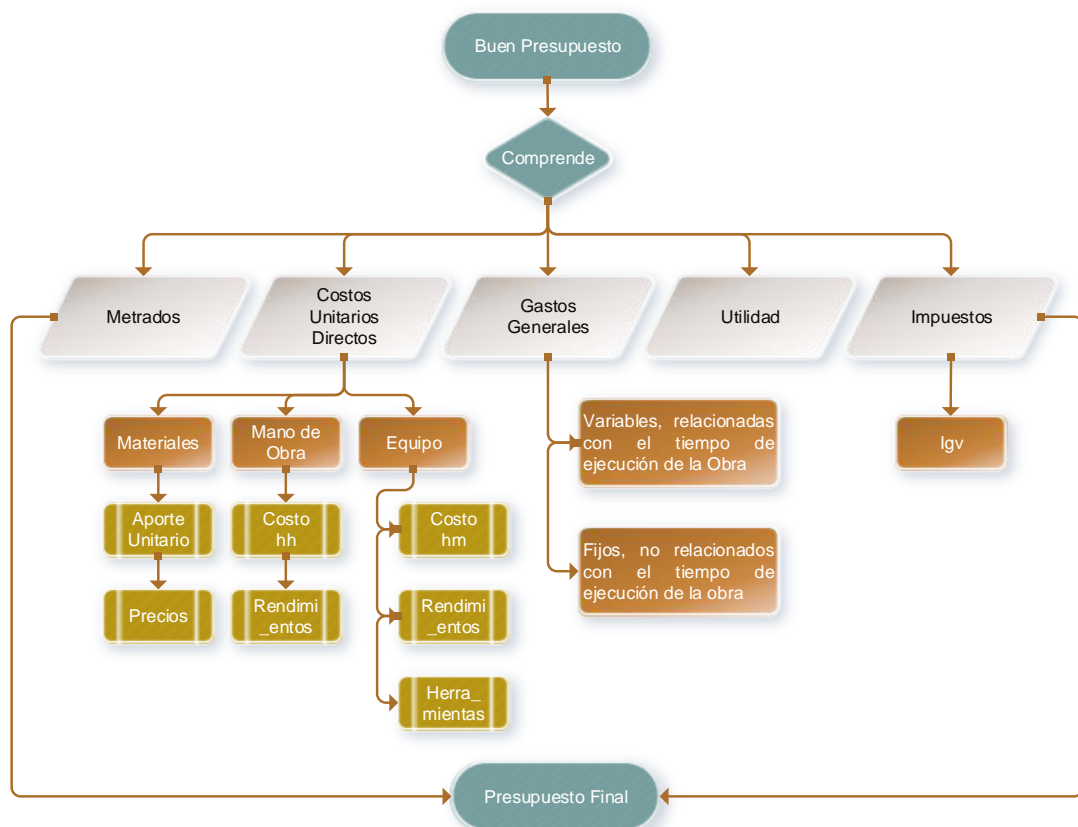 Buen Presupuesto
Comprende
Metrados
Costos
Unitarios
Directos
Gastos
Generales
Utilidad
Impuestos
Materiales
Mano de
Obra
Equipo
Variables, relacionadas
con el tiempo de
ejecución de la Obra
Igv
Aporte
Unitario
Costo
hh
Costo
hm
Fijos, no relacionados
con el tiempo de
ejecución de la obra
Precios
Rendimi
_entos
Rendimi
_entos
Herra_
mientas
Presupuesto Final